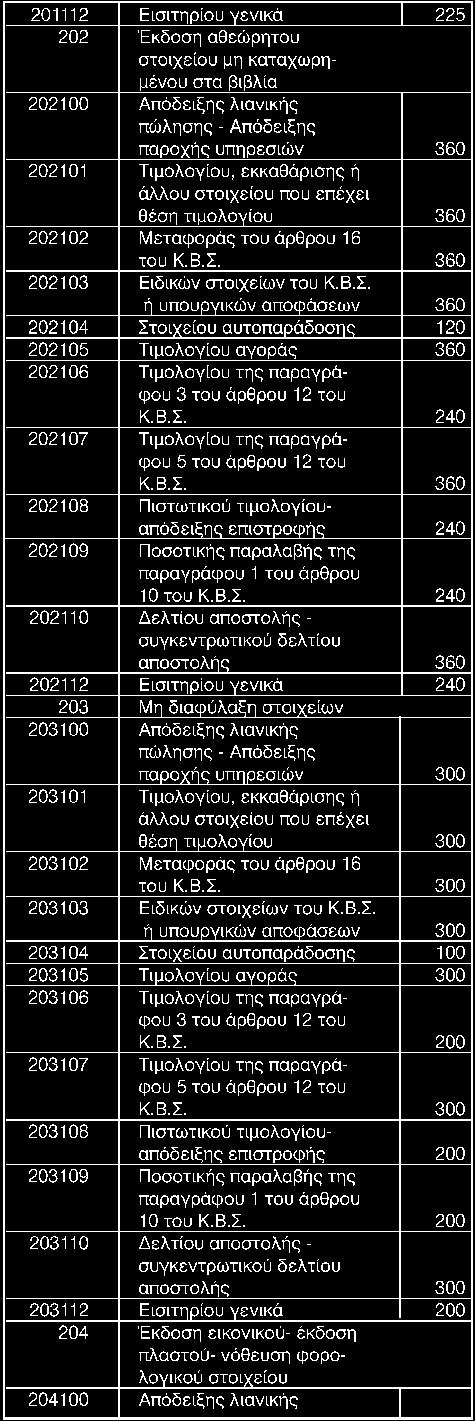 201112 Εισιτηρίου γενικά 225
202 Έκδοση αθεώρητου
στοιχείου μη καταχωρη-
μένου στα βιβλία
202100 Απόδειξης λιανικής
πώλησης - Απόδειξης
παροχής υπηρεσιών 360
202101 Τιμολογίου, εκκαθάρισης ή
άλλου στοιχείου που επέχει
θέση τιμολογίου 360
202102 Μεταφοράς του άρθρου 16
του Κ.Β.Σ. 360
202103 Ειδικών στοιχείων του Κ.Β.Σ.
ή υπουργικών αποφάσεων 360
202104 Στοιχείου αυτοπαράδοσης 120
202105 Τιμολογίου αγοράς 360
202106 Τιμολογίου της παραγρά-
φου 3 του άρθρου 12 του
Κ.Β.Σ. 240
202107 Τιμολογίου της παραγρά-
φου 5 του άρθρου 12 του
Κ.Β.Σ. 360
202108 Πιστωτικού τιμολογίου-
απόδειξης επιστροφής 240
202109 Ποσοτικής παραλαβής της
παραγράφου 1 του άρθρου
10 του Κ.Β.Σ. 240
202110 Δελτίου αποστολής -
συγκεντρωτικού δελτίου
αποστολής 360
202112 Εισιτηρίου γενικά 240
203 Μη διαφύλαξη στοιχείων
203100 Απόδειξης λιανικής
πώλησης - Απόδειξης
παροχής υπηρεσιών 300
203101 Τιμολογίου, εκκαθάρισης ή
άλλου στοιχείου που επέχει
θέση τιμολογίου 300
203102 Μεταφοράς του άρθρου 16
του Κ.Β.Σ. 300
203103 Ειδικών στοιχείων του Κ.Β.Σ.
ή υπουργικών αποφάσεων 300
203104 Στοιχείου αυτοπαράδοσης 100
203105 Τιμολογίου αγοράς 300
203106 Τιμολογίου της παραγρά-
φου 3 του άρθρου 12 του
Κ.Β.Σ. 200
203107 Τιμολογίου της παραγρά-
φου 5 του άρθρου 12 του
Κ.Β.Σ. 300
203108 Πιστωτικού τιμολογίου-
απόδειξης επιστροφής 200
203109 Ποσοτικής παραλαβής της
παραγράφου 1 του άρθρου
10 του Κ.Β.Σ. 200
203110 Δελτίου αποστολής -
συγκεντρωτικού δελτίου
αποστολής 300
203112 Εισιτηρίου γενικά 200
204 Έκδοση εικονικού- έκδοση
πλαστού- νόθευση φορο-
λογικού στοιχείου
204100 Απόδειξης λιανικής